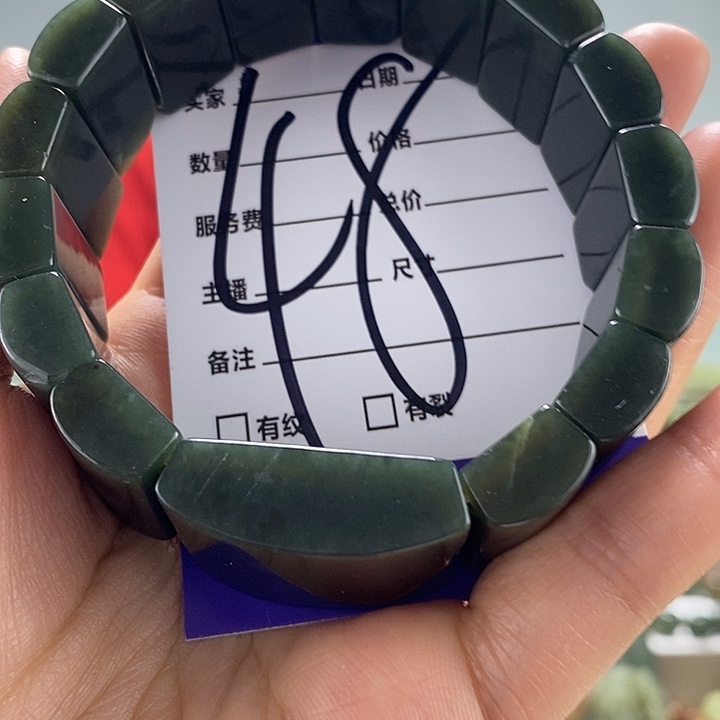 买家 日期
数量 价格
服务费 总价
主播 尺寸
备注
有纹 有裂
48